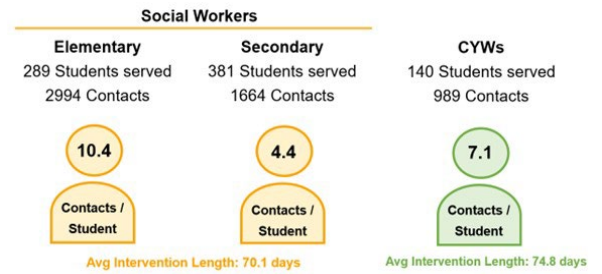 Social Workers
Elementary
289 Students served
2994 Contacts
10.4
Contacts /
Student
Secondary
381 Students served
1664 Contacts
4.4
Contacts /
Student
Avg Intervention Length: 70.1 days
CYWs
140 Students served
989 Contacts
7.1
Contacts /
Student
Avg Intervention Length: 74.8 days